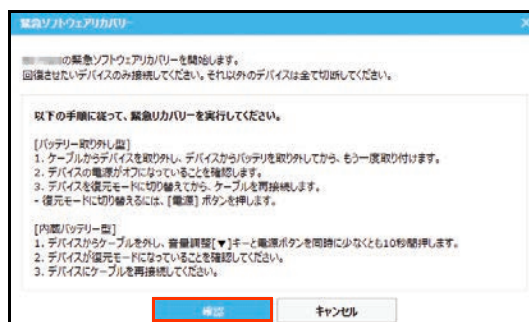 緊急ソフトウェアリカバリー
の緊急ソフトウェアリカバリーを開始します。
回復させたいデバイスのみ接続してください。それ以外のデバイスは全て切断してください。
以下の手順に従って、緊急リカバリーを実行してください。
[バッテリー取り外し型]
1. ケーブルからデバイスを取り外し、デバイスからバッテリを取り外してから、もう一度取り付けます。
2. デバイスの電源がオフになっていることを確認します。
3. デバイスを復元モードに切り替えてから、ケーブルを再接続します。
- 復元モードに切り替えるには、[電源] ボタンを押します。
[内蔵バッテリー型]
1. デバイスからケーブルを外し、音量調整[▼]キーと電源ボタンを同時に少なくとも10秒間押します。
2. デバイスが復元モードになっていることを確認してください。
3. デバイスにケーブルを再接続してください。
確認 キャンセル